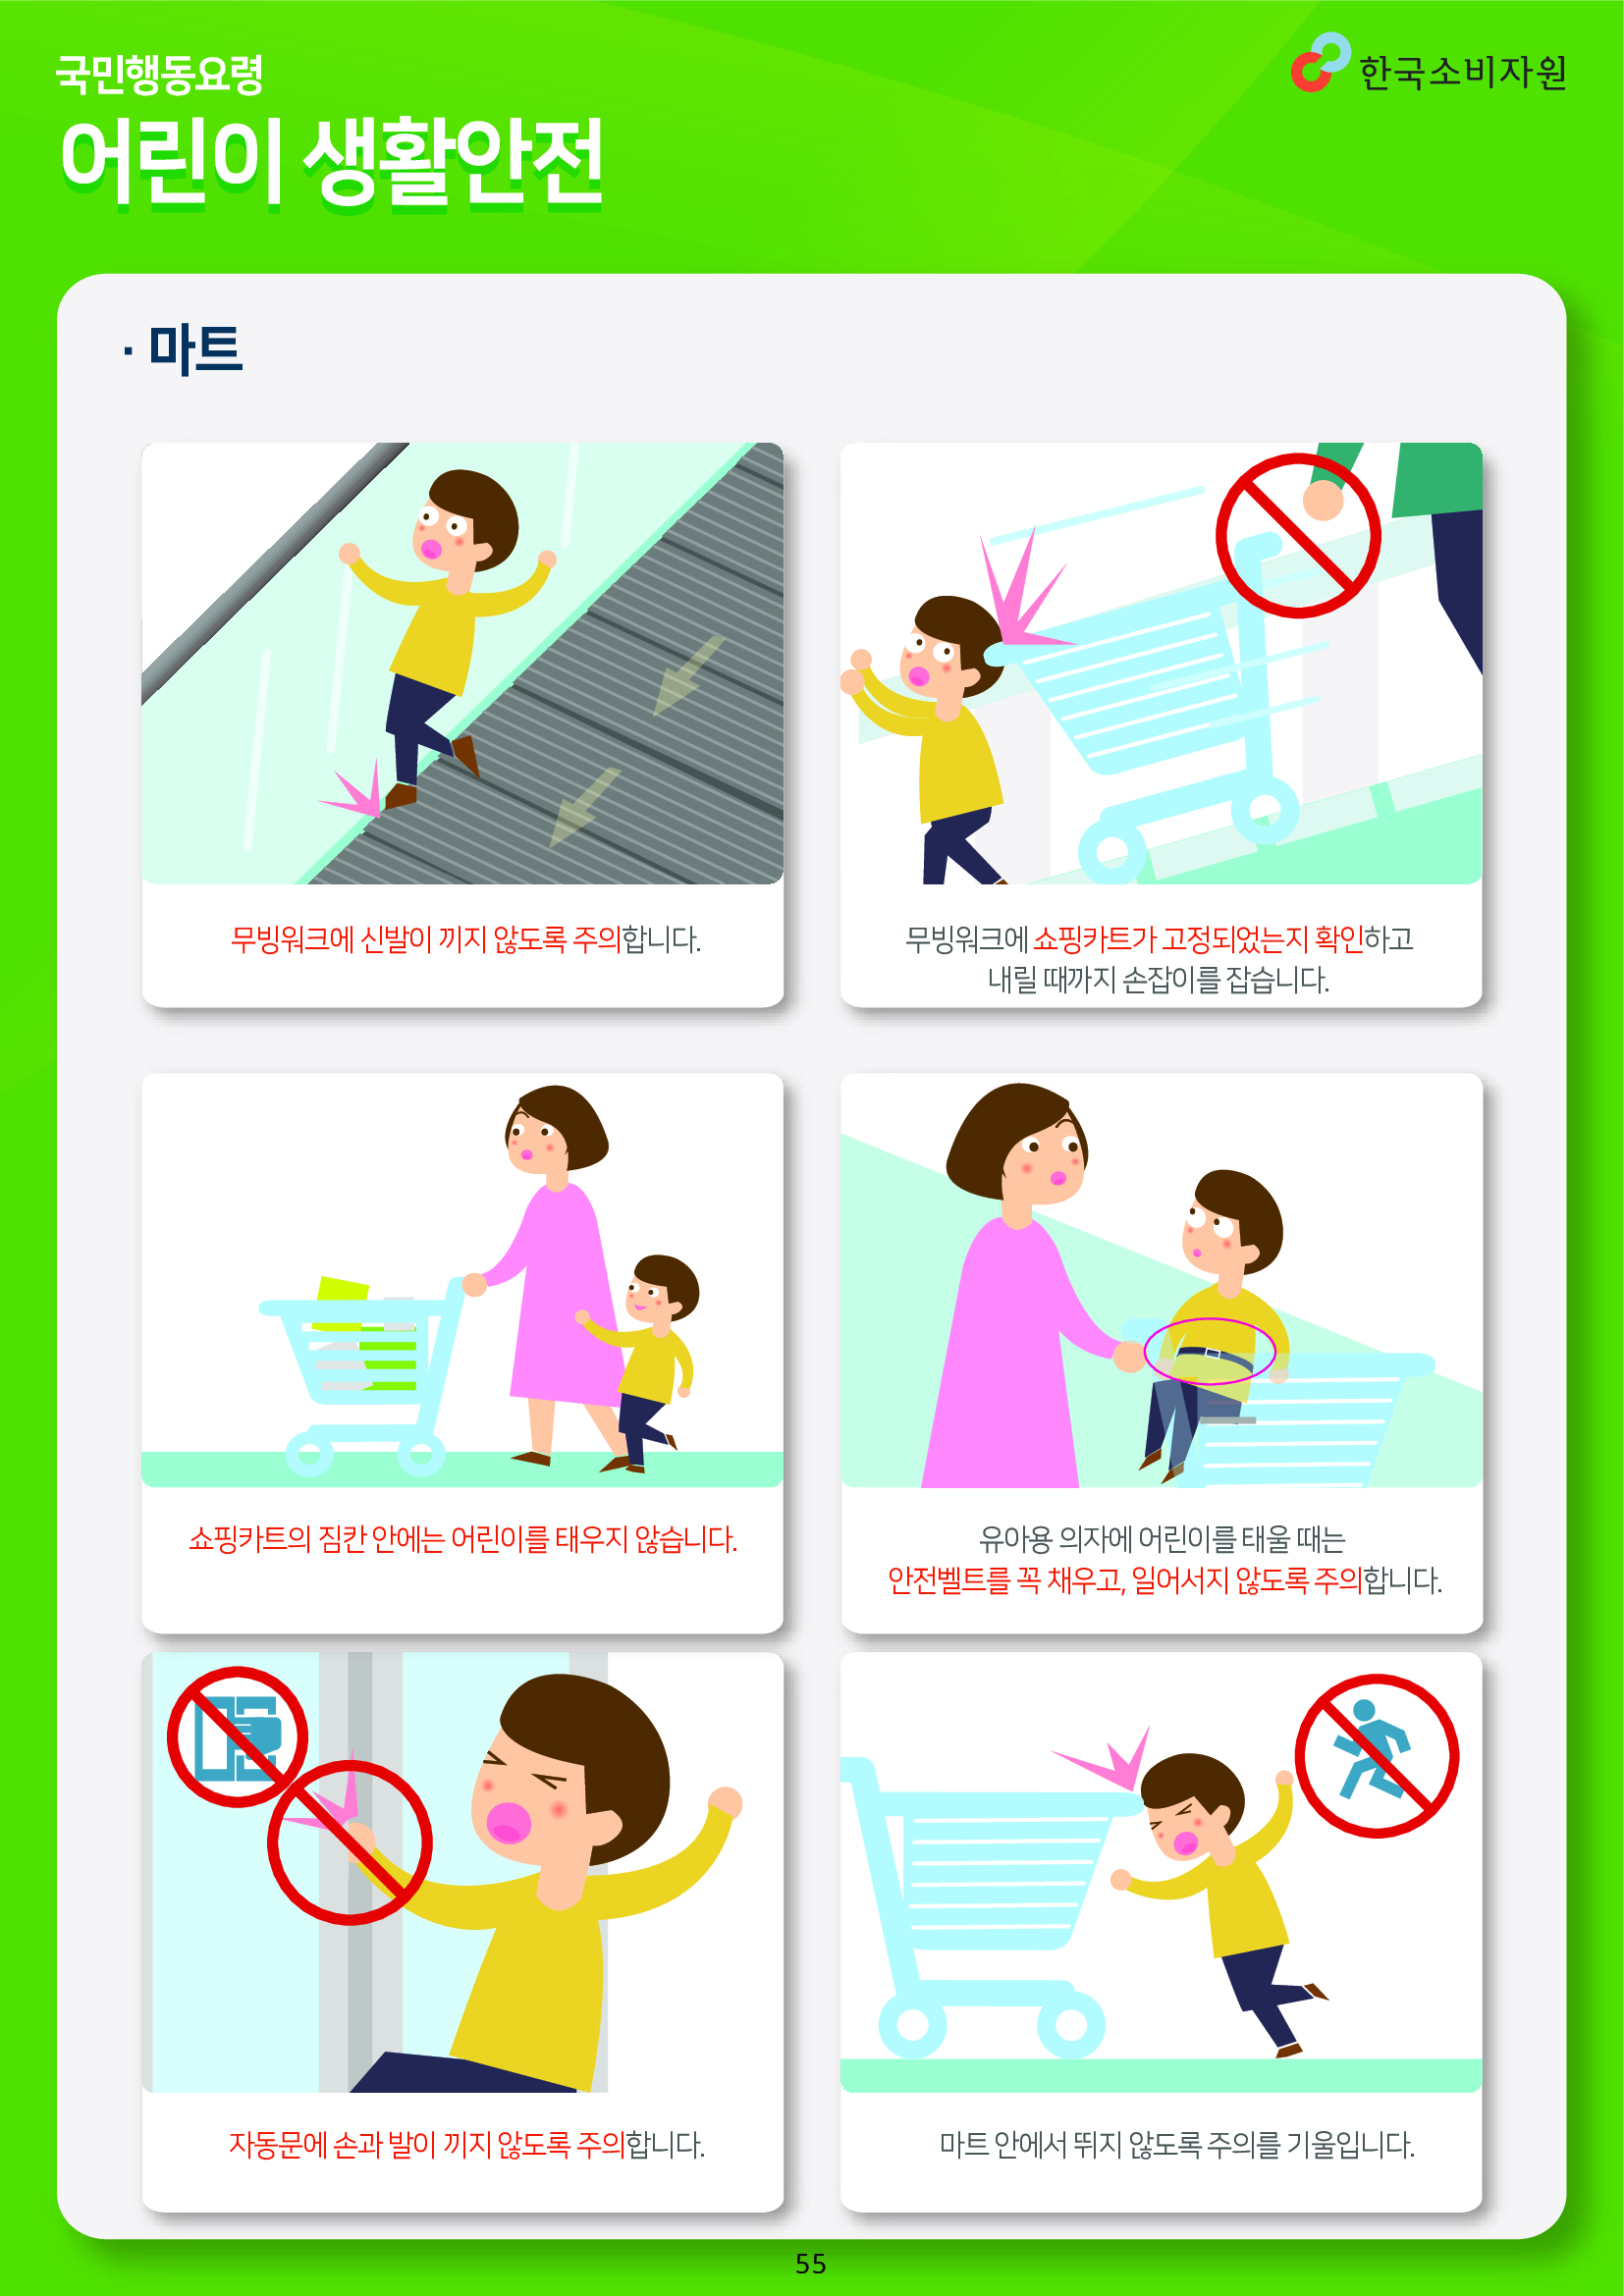 국민행동요령
어린이 생활안전
한국소비자원
· 마트
무빙워크에 신발이 끼지 않도록 주의합니다.
무빙워크에 쇼핑카트가 고정되었는지 확인하고
내릴 때까지 손잡이를 잡습니다.
쇼핑카트의 짐칸 안에는 어린이를 태우지 않습니다.
유아용 의자에 어린이를 태울 때는
안전벨트를 꼭 채우고, 일어서지 않도록 주의합니다.
자동문에 손과 발이 끼지 않도록 주의합니다.
마트 안에서 뛰지 않도록 주의를 기울입니다.
55